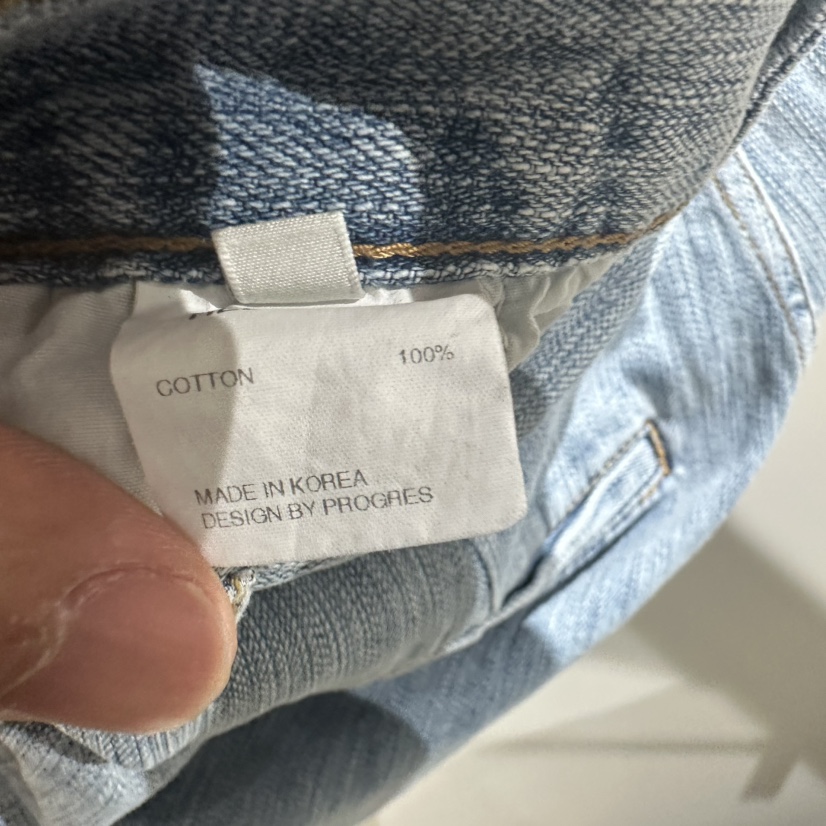 COTTON 100%
MADE IN KOREA
DESIGN BY PROGRES